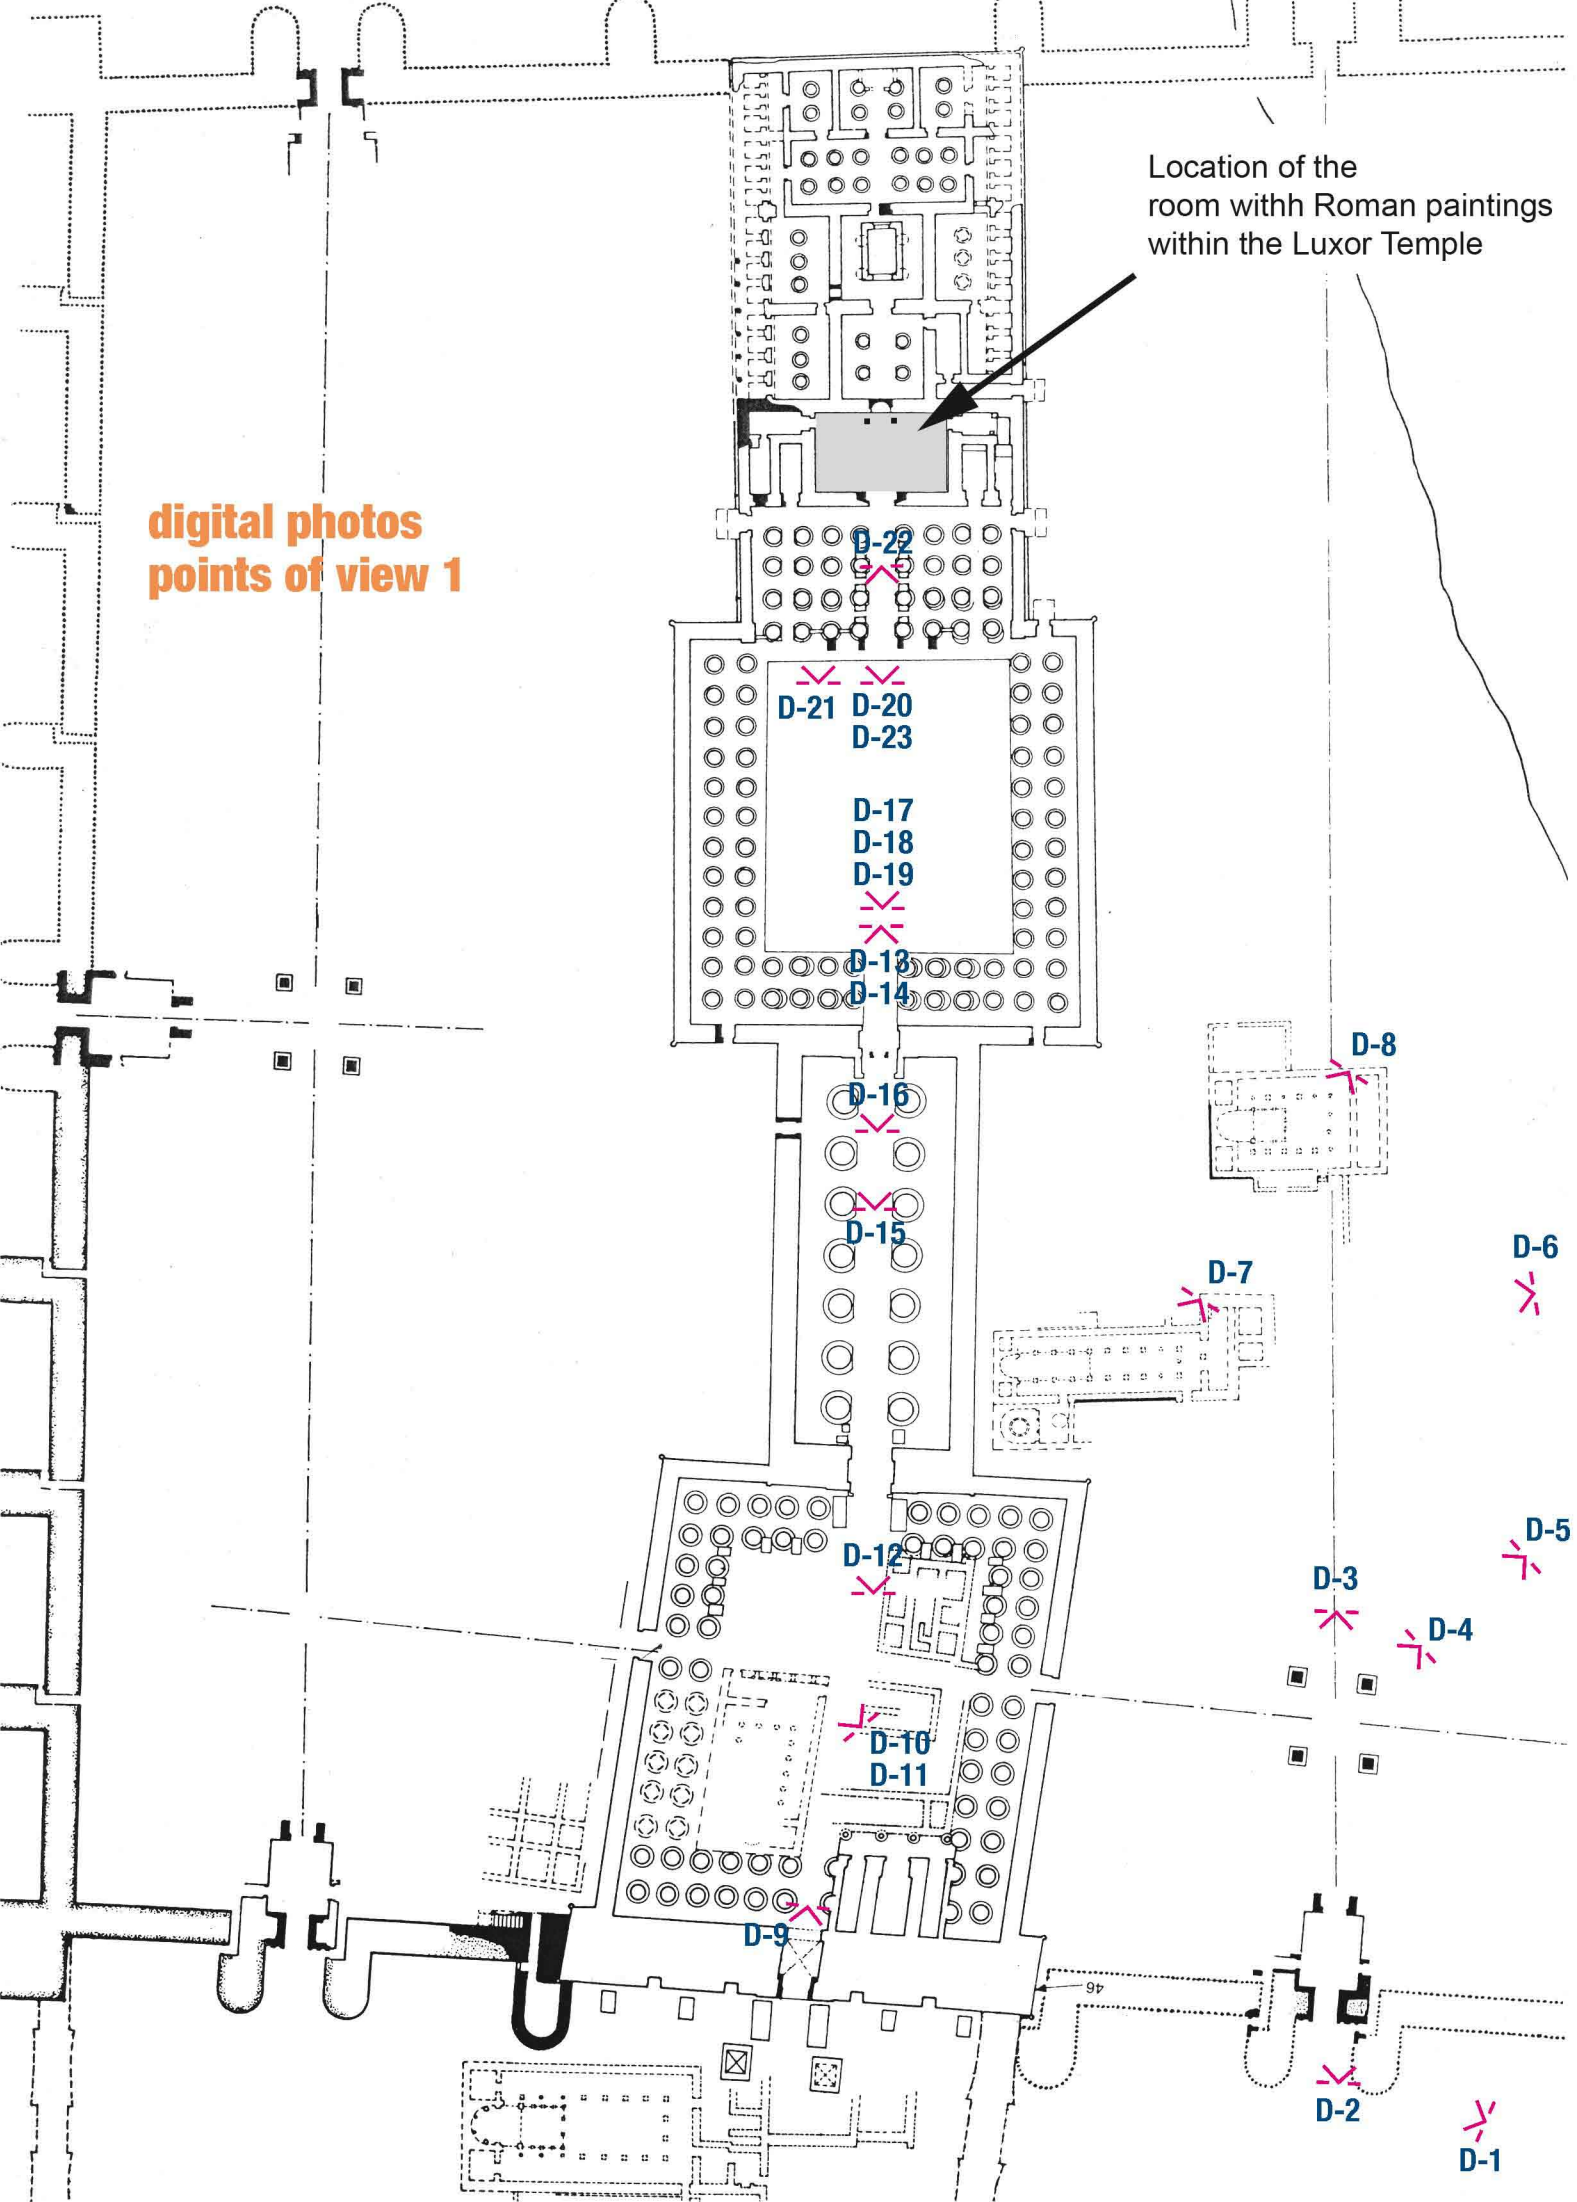 Location of the
room withh Roman paintings
within the Luxor Temple
digital photos
points of view 1
D-22
D-21
D-20
D-23
D-17
D-18
D-19
D-13
D-14
D-8
D-16
D-15
D-6
D-7
D-5
D-12
D-3
D-4
D-10
D-11
D-9
46
D-2
D-1